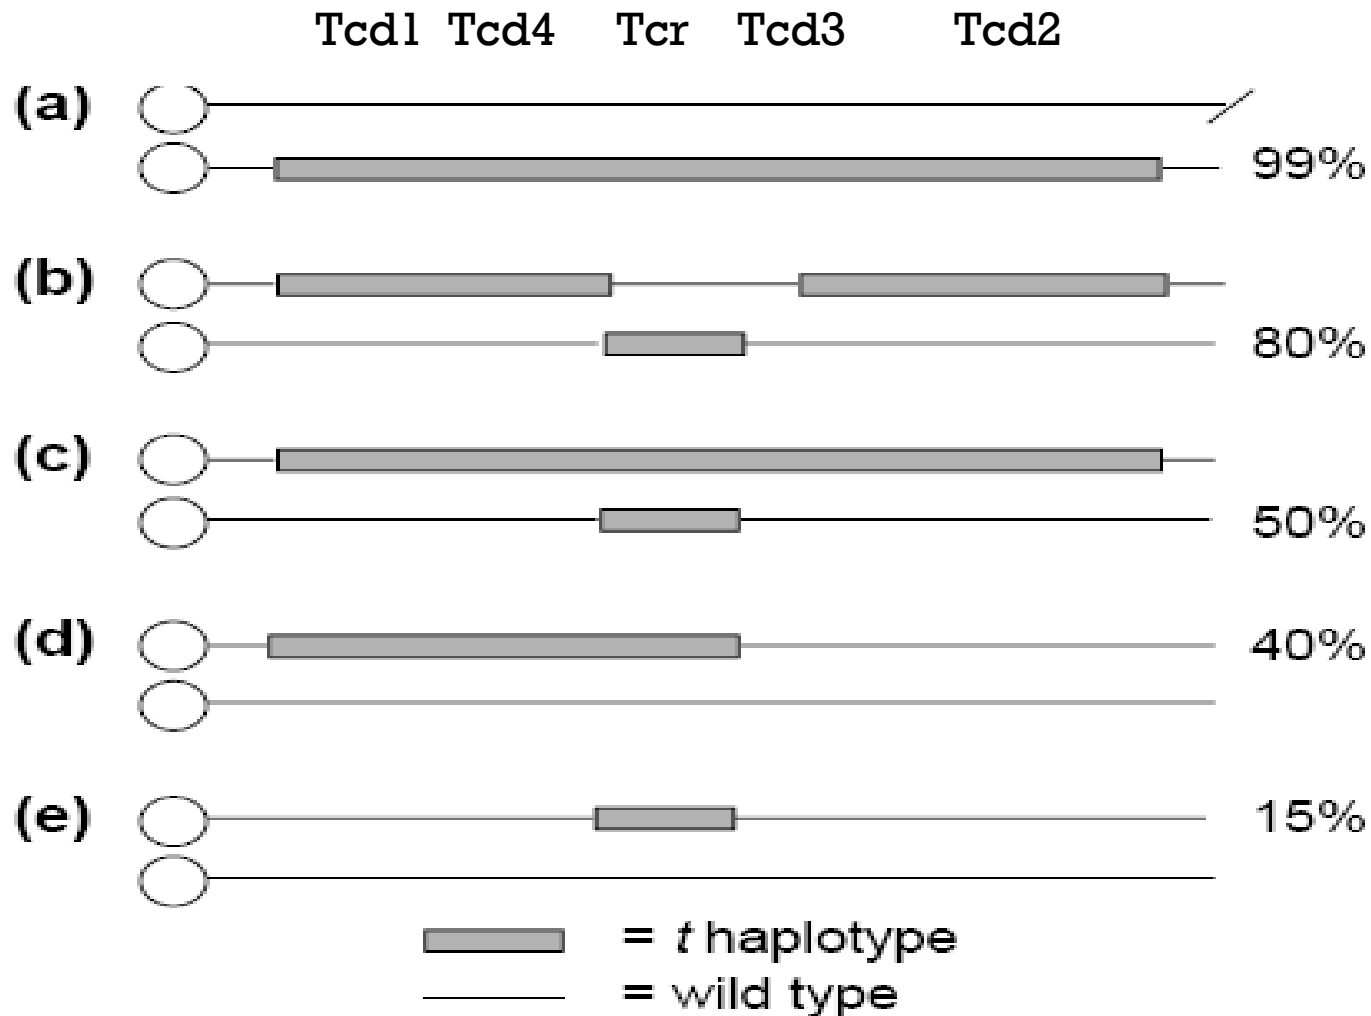 Tcd1 Tcd4 Tcr Tcd3 Tcd2
(a)
99%
(b)
80%
(c)
50%
(d)
40%
(e)
15%
= t haplotype
= wild type